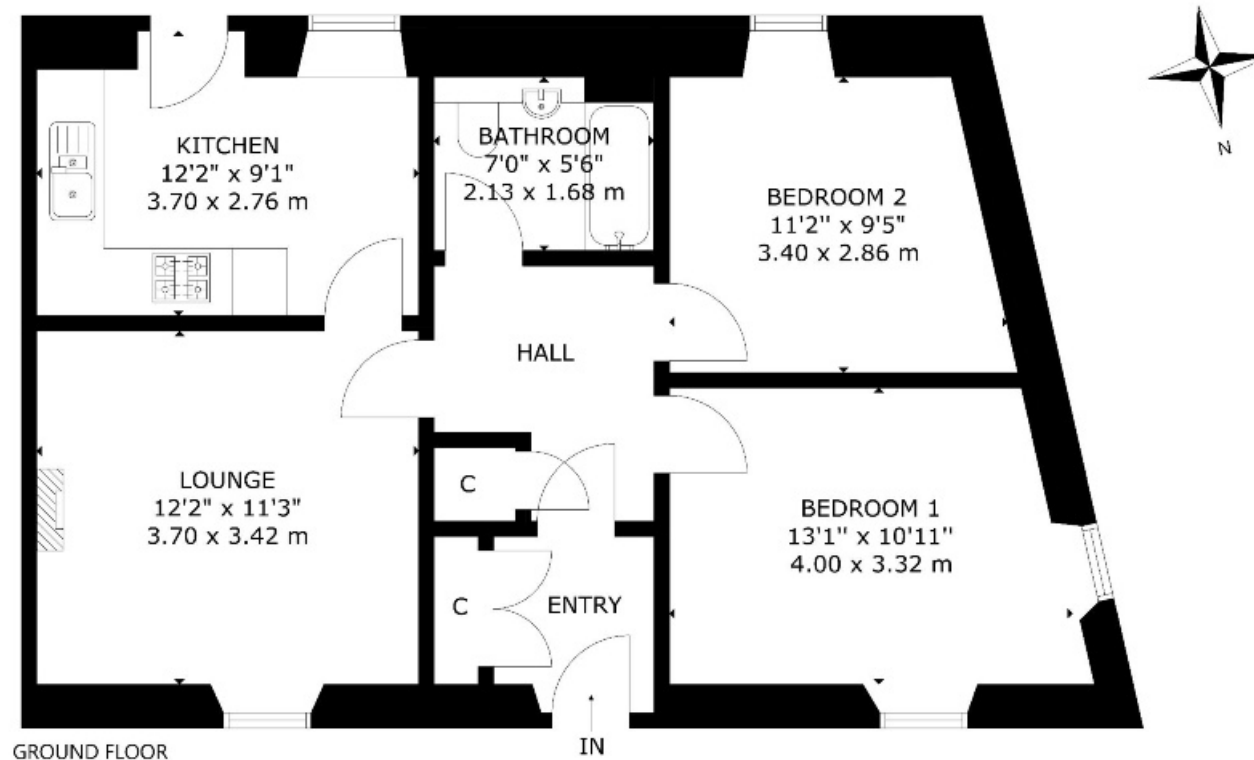 N
KITCHEN
12'2" x 9'1"
3.70 x 2.76 m
BATHROOM
7'0" x 5'6"
2.13 x 1.68 m
BEDROOM 2
11'2" x 9'5"
3.40 x 2.86 m
HALL
LOUNGE
12'2" x 11'3"
3.70 x 3.42 m
C
BEDROOM 1
13'1" x 10'11"
4.00 x 3.32 m
C
ENTRY
IN
GROUND FLOOR